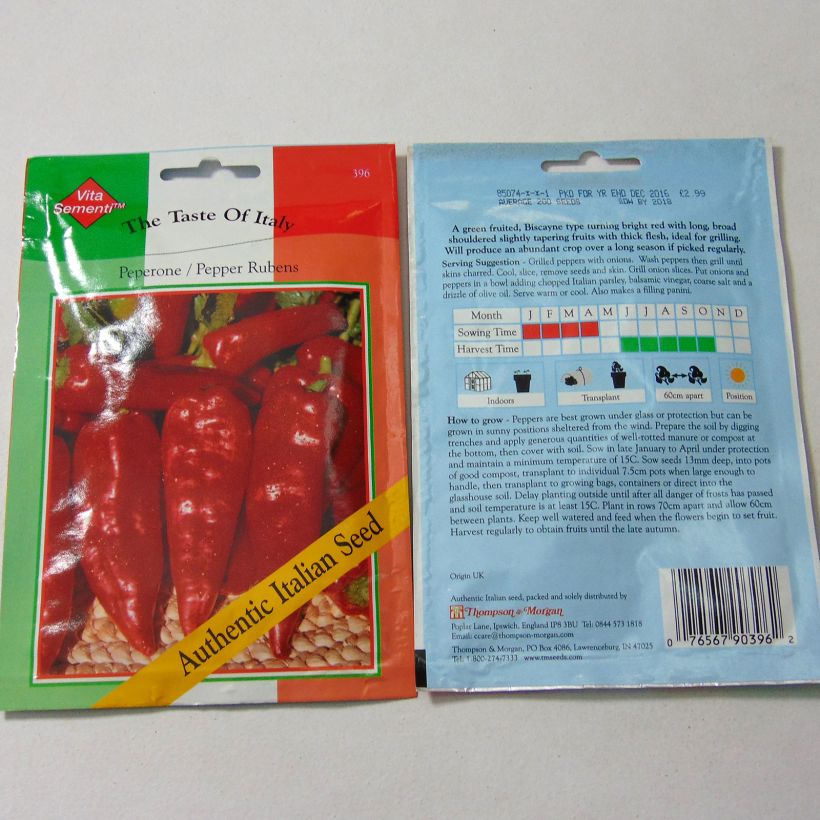 Vita
Sementi™
396
The Taste Of Italy
Peperone / Pepper Rubens
Authentic Italian Seed
85074-x-x-1 PKD FOR YR END DEC 2016 £2.99
AVERAGE 260 SEEDS SOW BY 2018
A green fruited, Biscayne type turning bright red with long, broad
shouldered slightly tapering fruits with thick flesh, ideal for grilling.
Will produce an abundant crop over a long season if picked regularly.
Serving Suggestion - Grilled peppers with onions. Wash peppers then grill until
skins charred. Cool, slice, remove seeds and skin. Grill onion slices. Put onions and
peppers in a bowl adding chopped Italian parsley, balsamic vinegar, coarse salt and a
drizzle of olive oil. Serve warm or cool. Also makes a filling panini.
Month J F M A M J J A S O N D
Sowing Time
Harvest Time
Indoors
Transplant
60cm apart
Position
How to grow - Peppers are best grown under glass or protection but can be
grown in sunny positions sheltered from the wind. Prepare the soil by digging
trenches and apply generous quantities of well-rotted manure or compost at
the bottom, then cover with soil. Sow in late January to April under protection
and maintain a minimum temperature of 15C. Sow seeds 13mm deep, into pots
of good compost, transplant to individual 7.5cm pots when large enough to
handle, then transplant to growing bags, containers or direct into the
glasshouse soil. Delay planting outside until after all danger of frosts has passed
and soil temperature is at least 15C. Plant in rows 70cm apart and allow 60cm
between plants. Keep well watered and feed when the flowers begin to set fruit.
Harvest regularly to obtain fruits until the late autumn.
Origin UK
Authentic Italian seed, packed and solely distributed by
Thompson & Morgan
Poplar Lane, Ipswich, England IP8 3BU Tel: 0844 573 1818
Email: ccare@thompson-morgan.com
Thompson & Morgan, PO Box 4086, Lawrenceburg, IN 47025
Tel: 1-800-274-7333 www.tmseeds.com
0 76567 90396 2